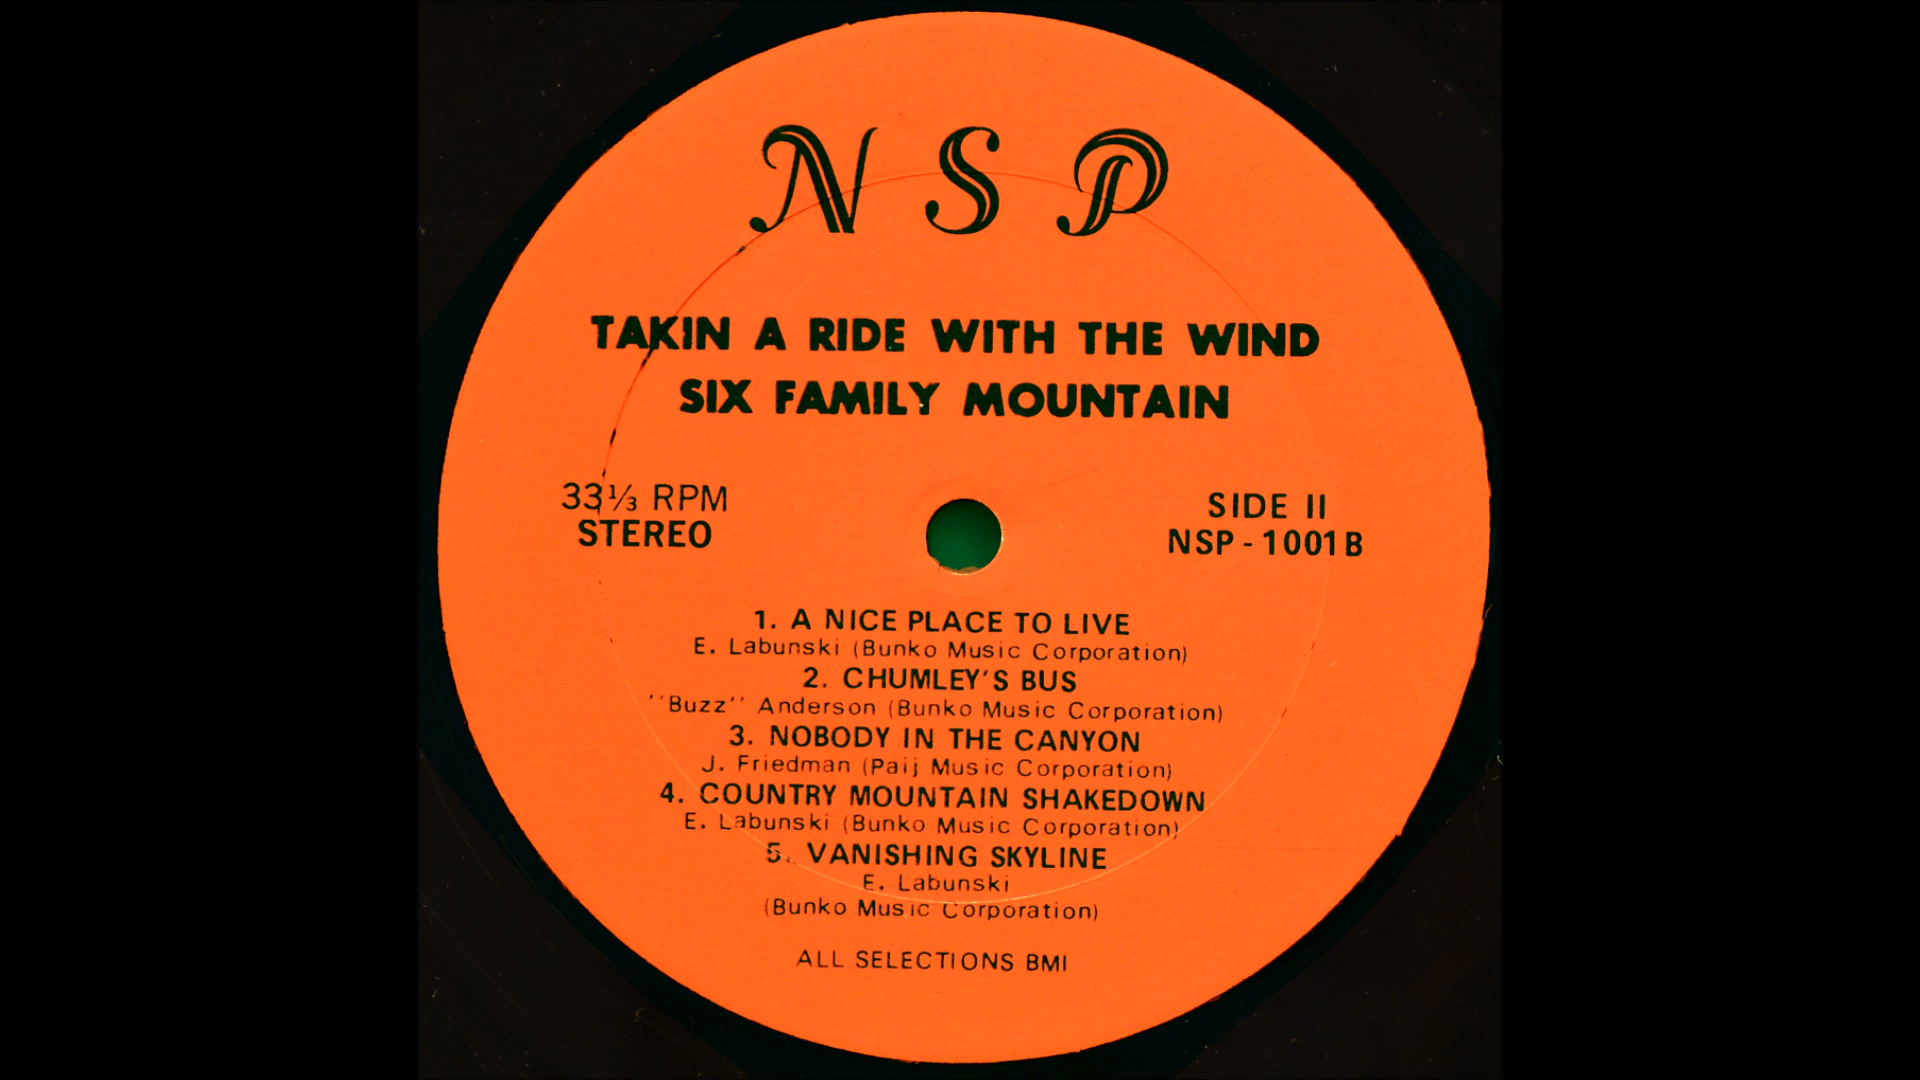 NSP
TAKIN A RIDE WITH THE WIND
SIX FAMILY MOUNTAIN
33⅓ RPM
STEREO
SIDE II
NSP - 1001 B
1. A NICE PLACE TO LIVE
E. Labunski (Bunko Music Corporation)
2. CHUMLEY'S BUS
"Buzz" Anderson (Bunko Music Corporation)
3. NOBODY IN THE CANYON
J. Friedman (Paij Music Corporation)
4. COUNTRY MOUNTAIN SHAKEDOWN
E. Labunski (Bunko Music Corporation)
5. VANISHING SKYLINE
E. Labunski
(Bunko Music Corporation)
ALL SELECTIONS BMI